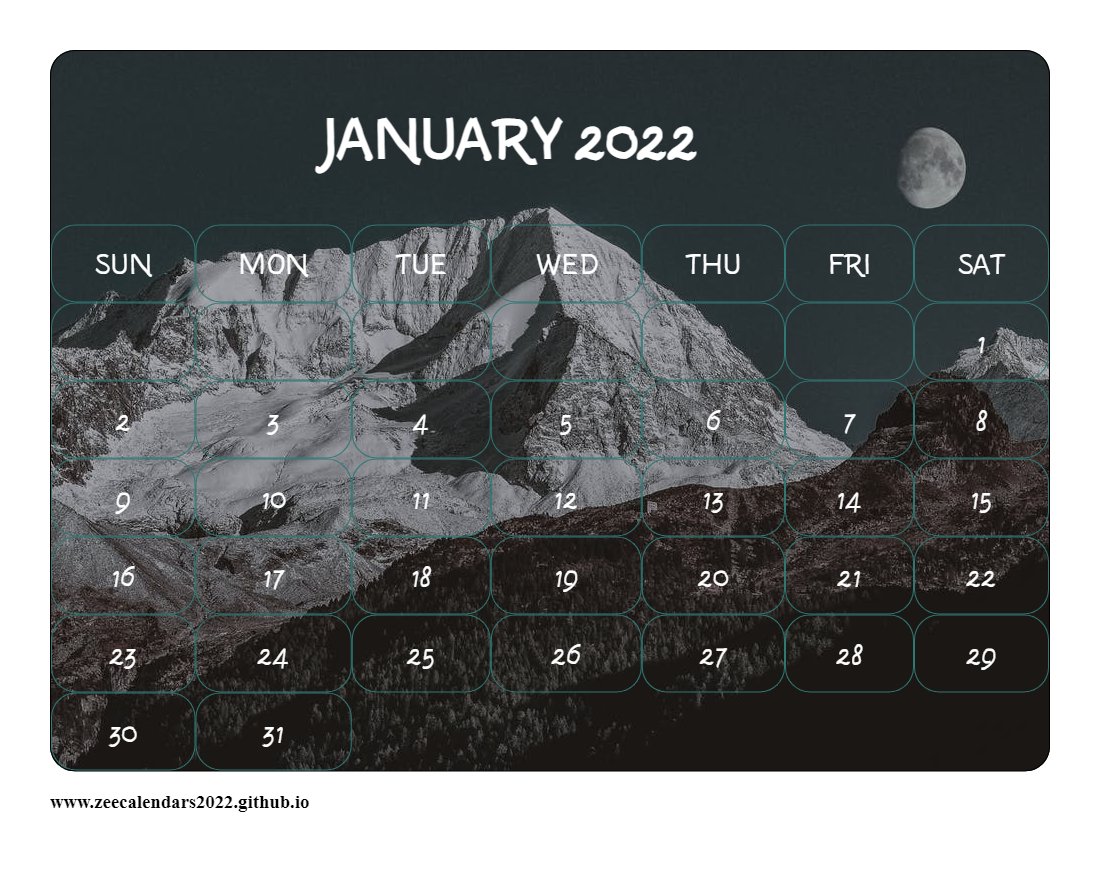 JANUARY 2022
SUN MON TUE WED THU FRI SAT
1
2 3 4 5 6 7 8
9 10 11 12 13 14 15
16 17 18 19 20 21 22
23 24 25 26 27 28 29
30 31
www.zeecalendars2022.github.io